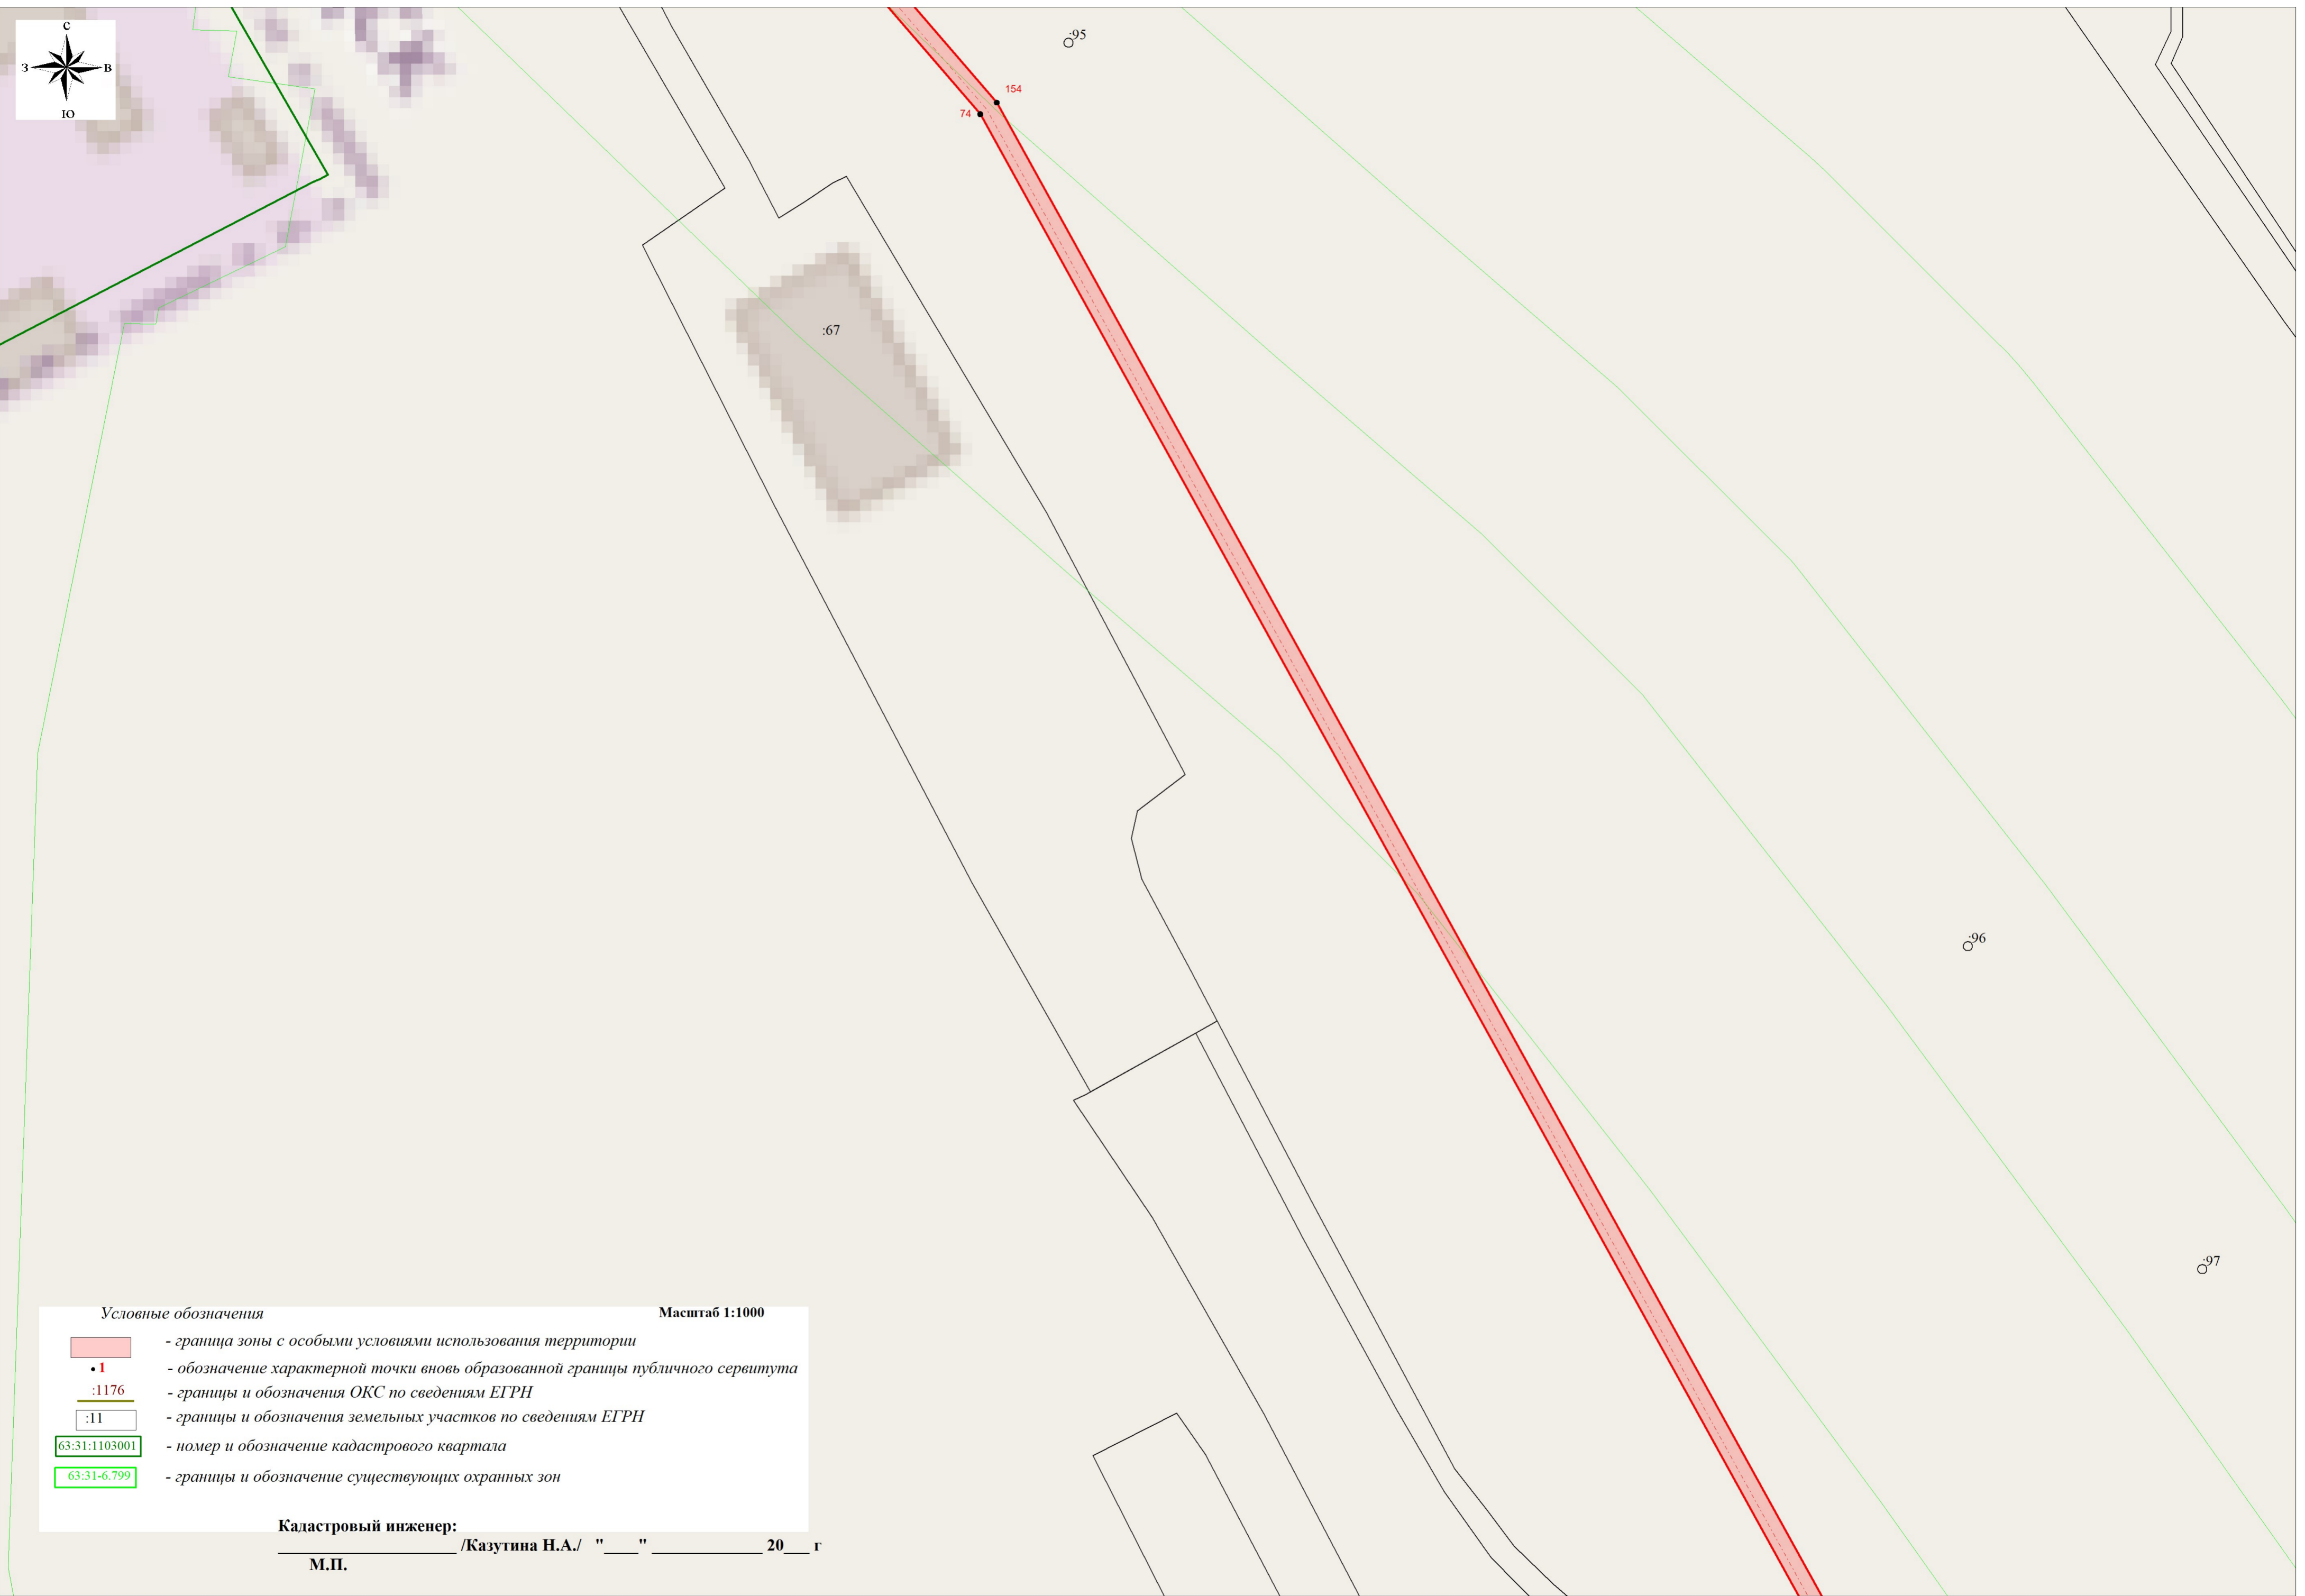 С
З В
Ю
:95
154
74
:67
:96
:97
Условные обозначения Масштаб 1:1000
- граница зоны с особыми условиями использования территории
1 - обозначение характерной точки вновь образованной границы публичного сервитута
:1176 - границы и обозначения ОКС по сведениям ЕГРН
:11 - границы и обозначения земельных участков по сведениям ЕГРН
63:31:1103001 - номер и обозначение кадастрового квартала
63:31-6.799 - границы и обозначение существующих охранных зон
Кадастровый инженер:
_____________________ /Казутина Н.А./ "____" _____________ 20___ г
М.П.